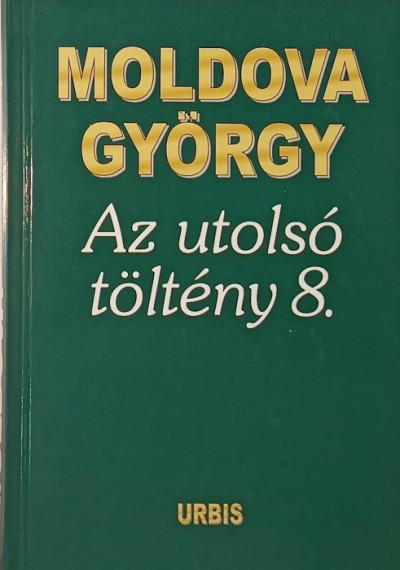 MOLDOVA
GYÖRGY
Az utolsó
töltény 8.
URBIS